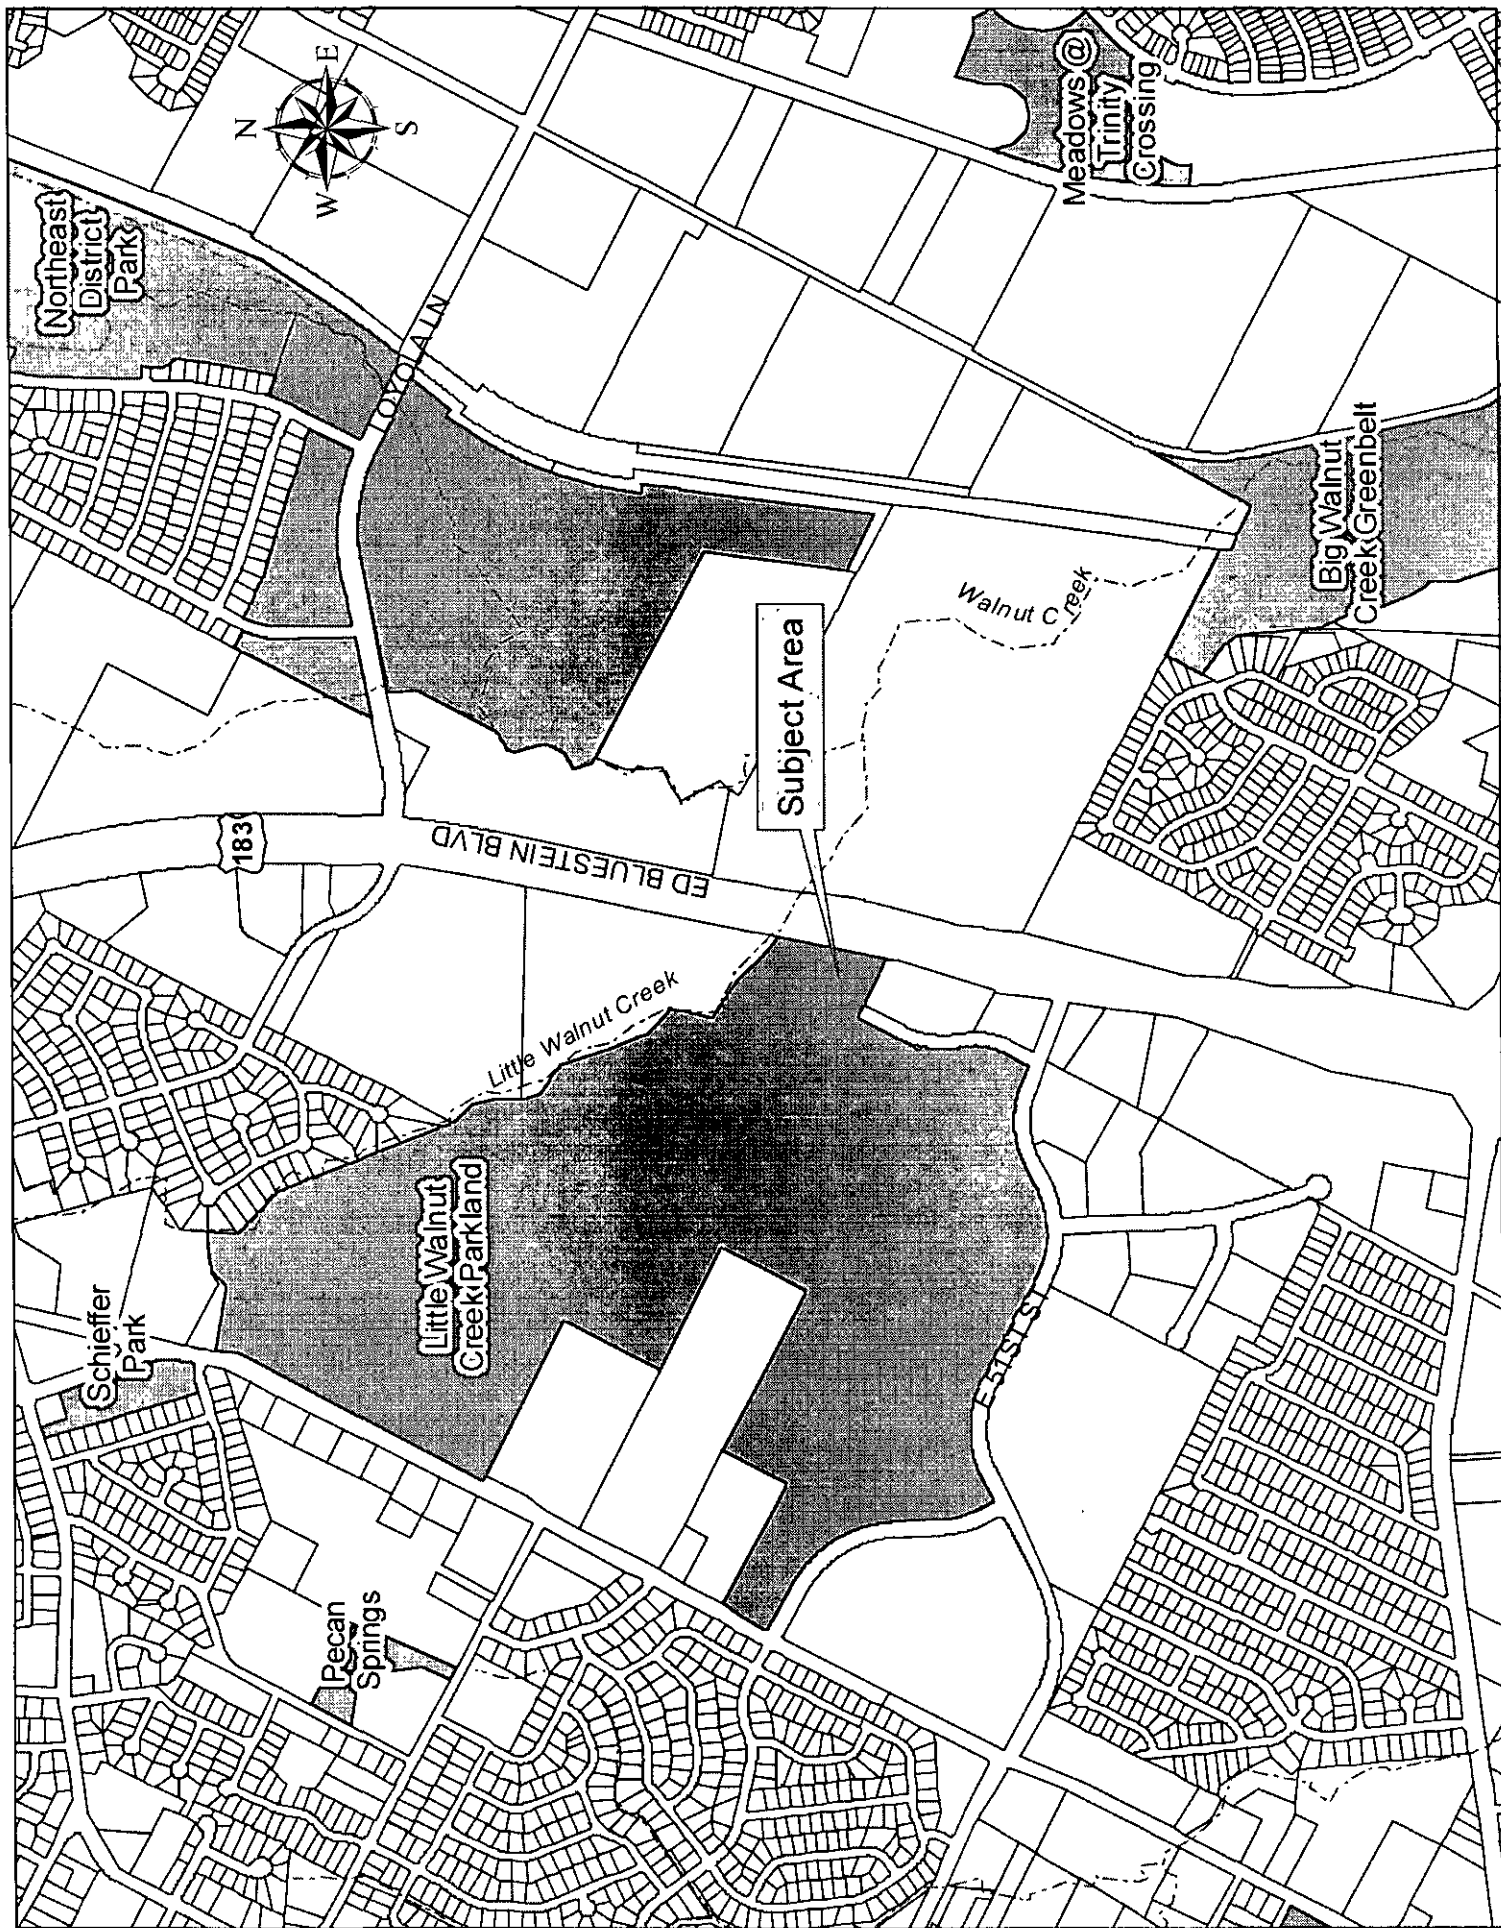 Northeast
District
Park
N
W
E
S
Schieffer
Park
183
Pecan
Springs
LOYOLA LN
Little Walnut
Creek Parkland
Little Walnut Creek
ED BLUESTEIN BLVD
Subject Area
Walnut Creek
E 51ST ST
Meadows @
Trinity
Crossing
Big Walnut
Creek Greenbelt